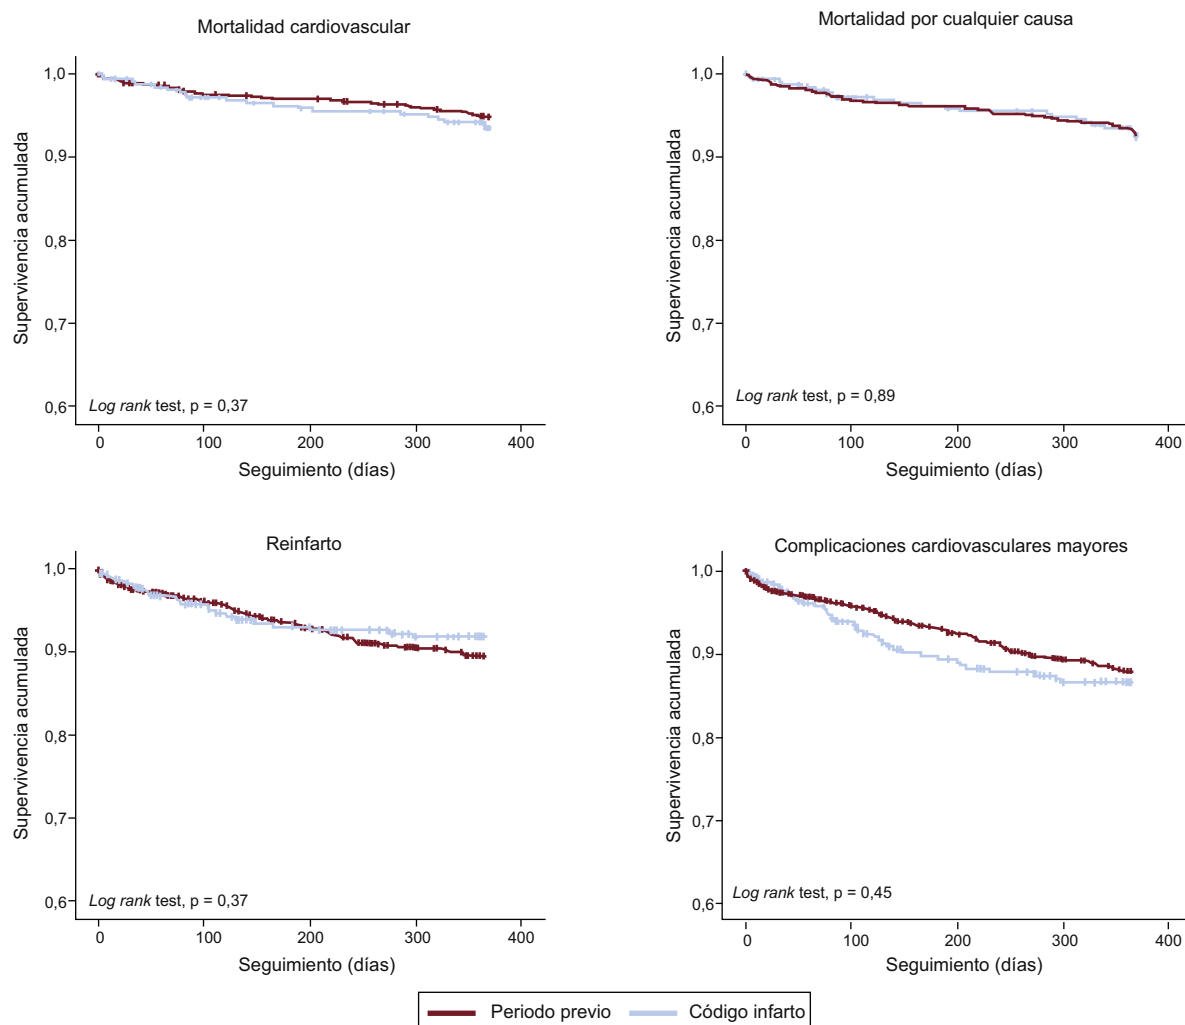 Mortalidad cardiovascular
Supervivencia acumulada
1,0
0,9
0,8
0,7
0,6
Log rank test, p = 0,37
0 100 200 300 400
Seguimiento (días)
Mortalidad por cualquier causa
Supervivencia acumulada
1,0
0,9
0,8
0,7
0,6
Log rank test, p = 0,89
0 100 200 300 400
Seguimiento (días)
Reinfarto
Supervivencia acumulada
1,0
0,9
0,8
0,7
0,6
Log rank test, p = 0,37
0 100 200 300 400
Seguimiento (días)
Complicaciones cardiovasculares mayores
Supervivencia acumulada
1,0
0,9
0,8
0,7
0,6
Log rank test, p = 0,45
0 100 200 300 400
Seguimiento (días)
Periodo previo Código infarto